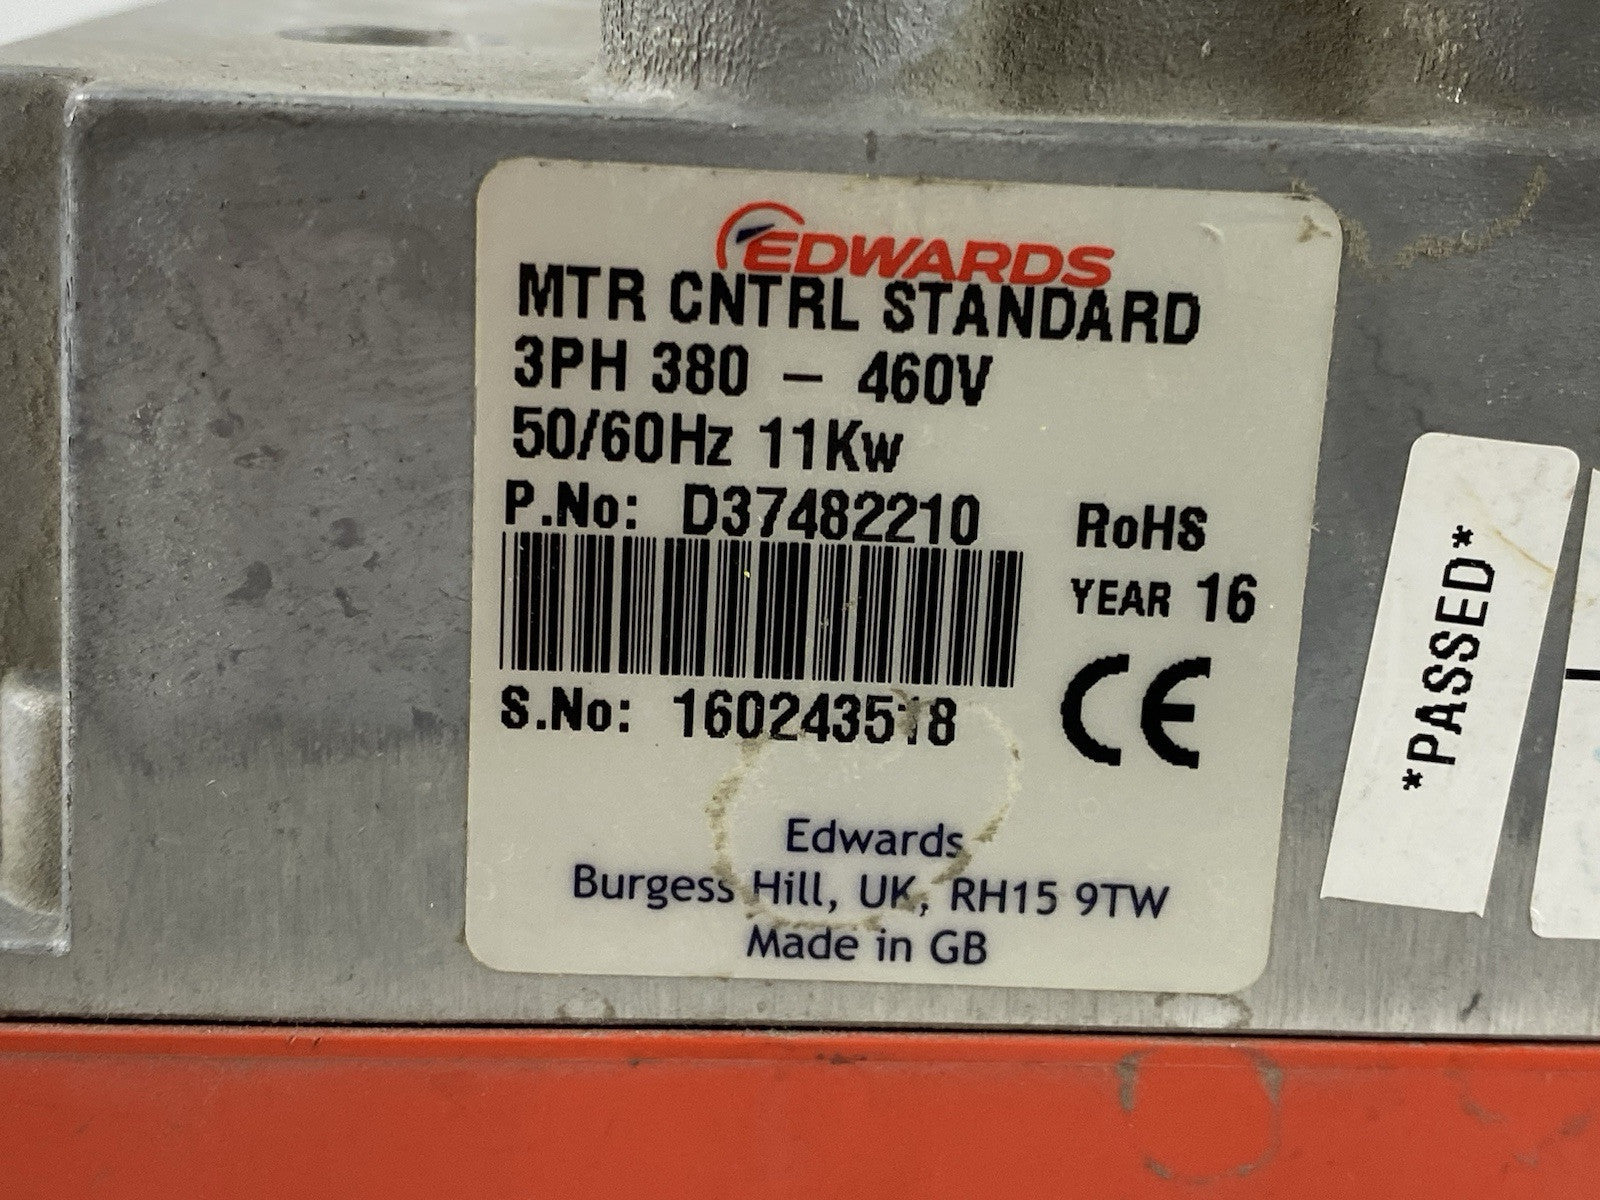 EDWARDS
MTR CNTRL STANDARD
3PH 380 – 460V
50/60Hz 11Kw
P.No: D37482210
RoHS
YEAR 16
S.No: 160243518
CE
Edwards
Burgess Hill, UK, RH15 9TW
Made in GB
*PASSED*